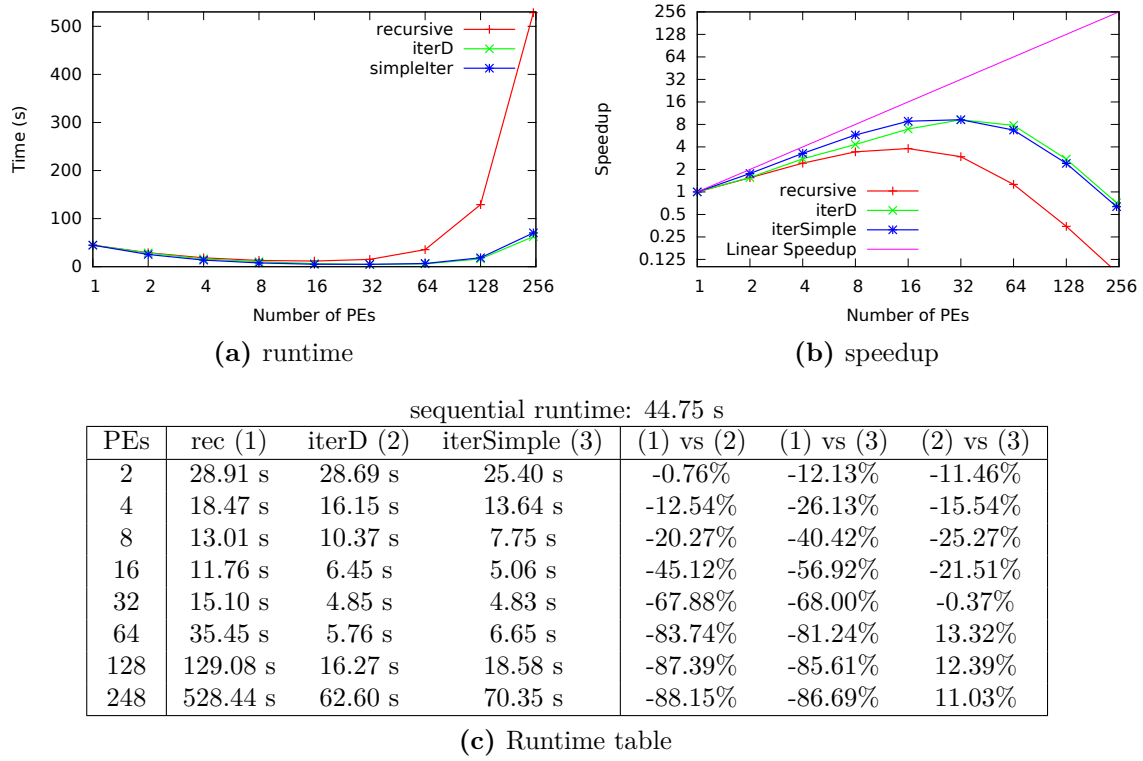 500
400
300
200
100
0
Time (s)
recursive
iterD
simpleIter
1 2 4 8 16 32 64 128 256
Number of PEs
(a) runtime
256
128
64
32
16
8
4
2
1
0.5
0.25
0.125
Speedup
recursive
iterD
iterSimple
Linear Speedup
1 2 4 8 16 32 64 128 256
Number of PEs
(b) speedup
sequential runtime: 44.75 s
PEs rec (1) iterD (2) iterSimple (3) (1) vs (2) (1) vs (3) (2) vs (3)
2 28.91 s 28.69 s 25.40 s -0.76% -12.13% -11.46%
4 18.47 s 16.15 s 13.64 s -12.54% -26.13% -15.54%
8 13.01 s 10.37 s 7.75 s -20.27% -40.42% -25.27%
16 11.76 s 6.45 s 5.06 s -45.12% -56.92% -21.51%
32 15.10 s 4.85 s 4.83 s -67.88% -68.00% -0.37%
64 35.45 s 5.76 s 6.65 s -83.74% -81.24% 13.32%
128 129.08 s 16.27 s 18.58 s -87.39% -85.61% 12.39%
248 528.44 s 62.60 s 70.35 s -88.15% -86.69% 11.03%
(c) Runtime table